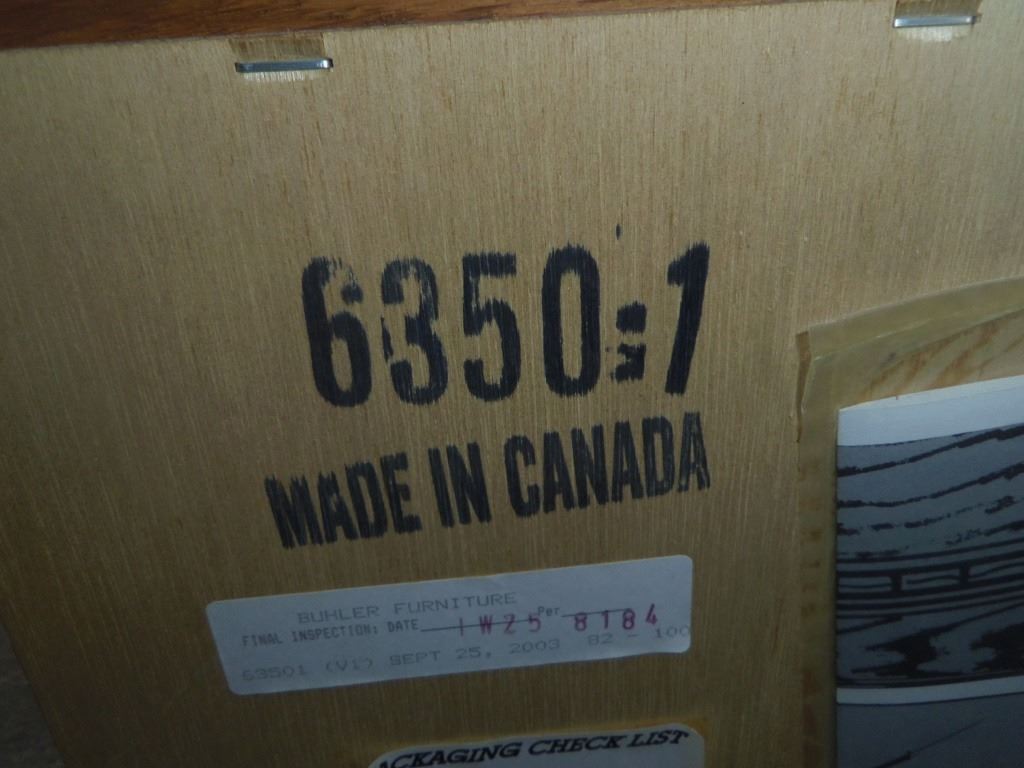 6350:1
MADE IN CANADA
BUHLER FURNITURE
FINAL INSPECTION: DATE 1W25 Per 8184
63501 (V1) SEPT 25, 2003 82 - 100
ACKAGING CHECK LIST